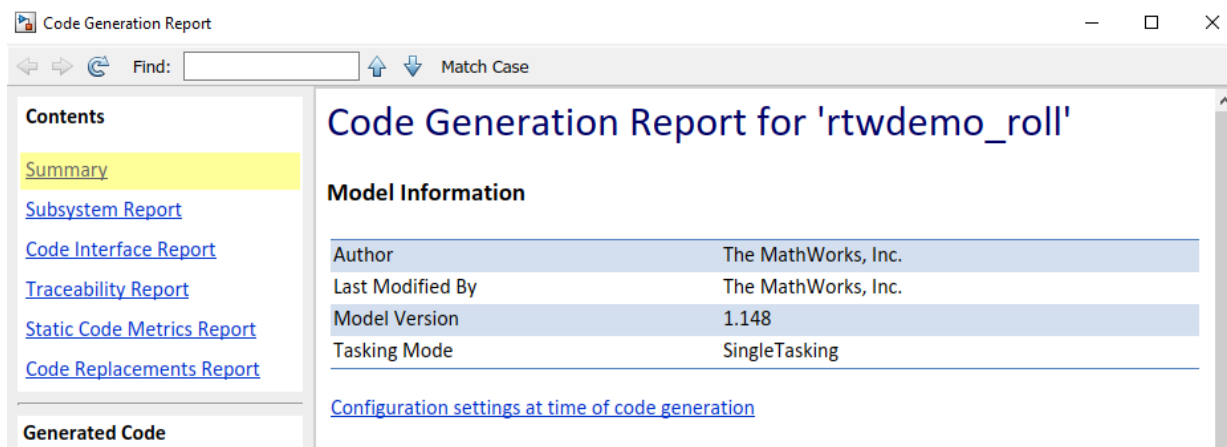 Code Generation Report
Find:
Match Case
Contents
Summary
Subsystem Report
Code Interface Report
Traceability Report
Static Code Metrics Report
Code Replacements Report
Generated Code
Code Generation Report for 'rtwdemo_roll'
Model Information
Author The MathWorks, Inc.
Last Modified By The MathWorks, Inc.
Model Version 1.148
Tasking Mode SingleTasking
Configuration settings at time of code generation